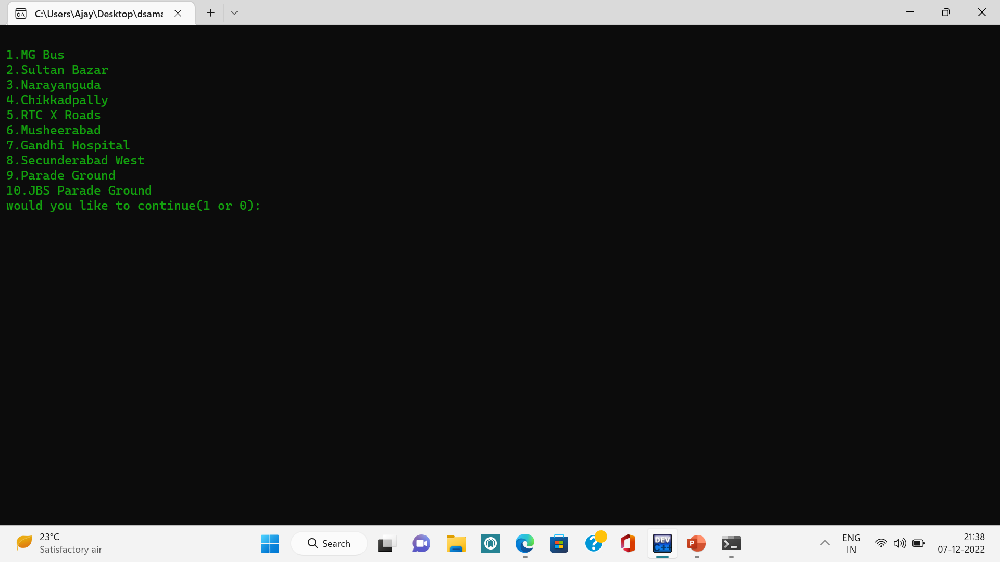 C:\Users\Ajay\Desktop\dsama
1.MG Bus
2.Sultan Bazar
3.Narayanguda
4.Chikkadpally
5.RTC X Roads
6.Musheerabad
7.Gandhi Hospital
8.Secunderabad West
9.Parade Ground
10.JBS Parade Ground
would you like to continue(1 or 0):
23°C
Satisfactory air
Search
DEV
C++
P
ENG
IN
21:38
07-12-2022